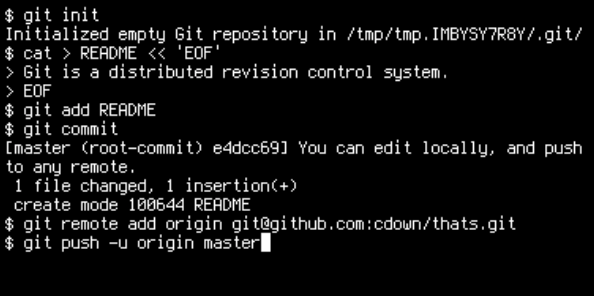 $ git init
Initialized empty Git repository in /tmp/tmp.IMBYSY7R8Y/.git/
$ cat > README << 'EOF'
> Git is a distributed revision control system.
> EOF
$ git add README
$ git commit
[master (root-commit) e4dcc69] You can edit locally, and push
to any remote.
 1 file changed, 1 insertion(+)
 create mode 100644 README
$ git remote add origin git@github.com:cdown/thats.git
$ git push -u origin master